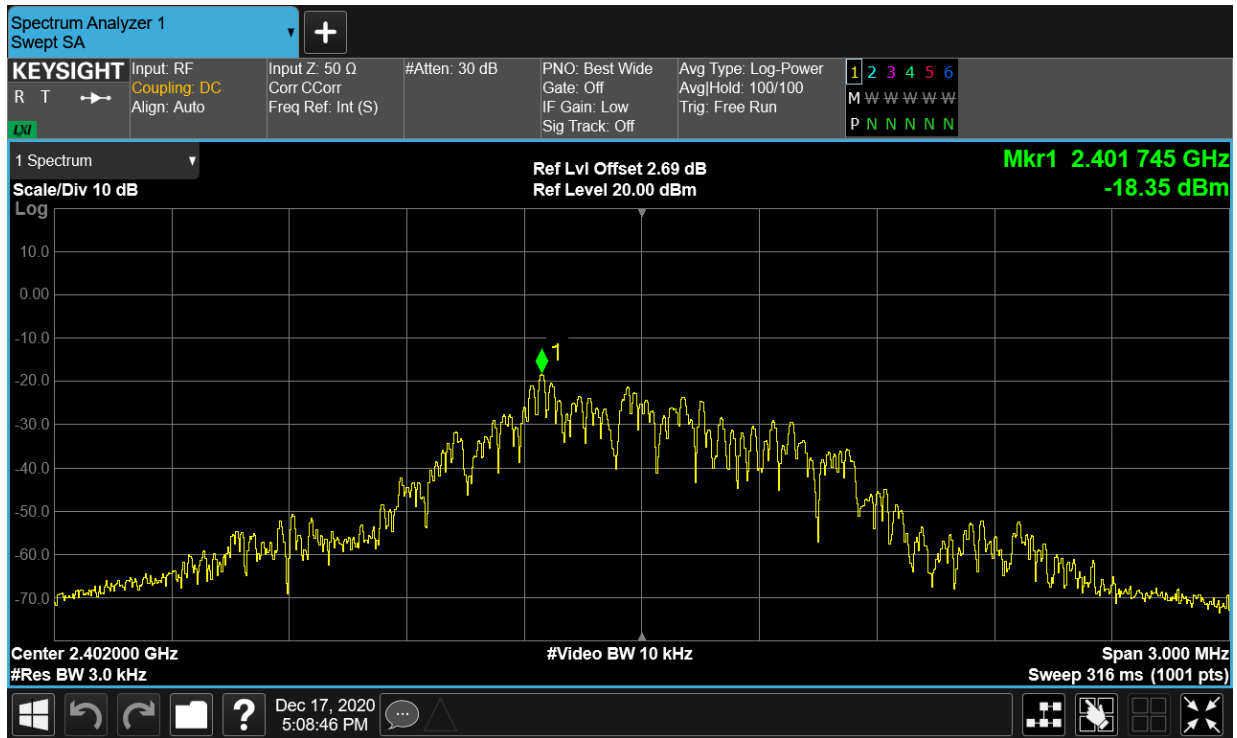 Spectrum Analyzer 1
Swept SA
▼
+
KEYSIGHT
R T
LXI
Input: RF
Coupling: DC
Align: Auto
Input Z: 50 Ω
Corr CCorr
Freq Ref: Int (S)
#Atten: 30 dB
PNO: Best Wide
Gate: Off
IF Gain: Low
Sig Track: Off
Avg Type: Log-Power
Avg|Hold: 100/100
Trig: Free Run
1 2 3 4 5 6
M W W W W W
P N N N N N
1 Spectrum ▼
Scale/Div 10 dB
Log
Ref Lvl Offset 2.69 dB
Ref Level 20.00 dBm
Mkr1 2.401 745 GHz
-18.35 dBm
10.0
0.00
-10.0
1
-20.0
-30.0
-40.0
-50.0
-60.0
-70.0
Center 2.402000 GHz
#Res BW 3.0 kHz
#Video BW 10 kHz
Span 3.000 MHz
Sweep 316 ms (1001 pts)
?
Dec 17, 2020
5:08:46 PM